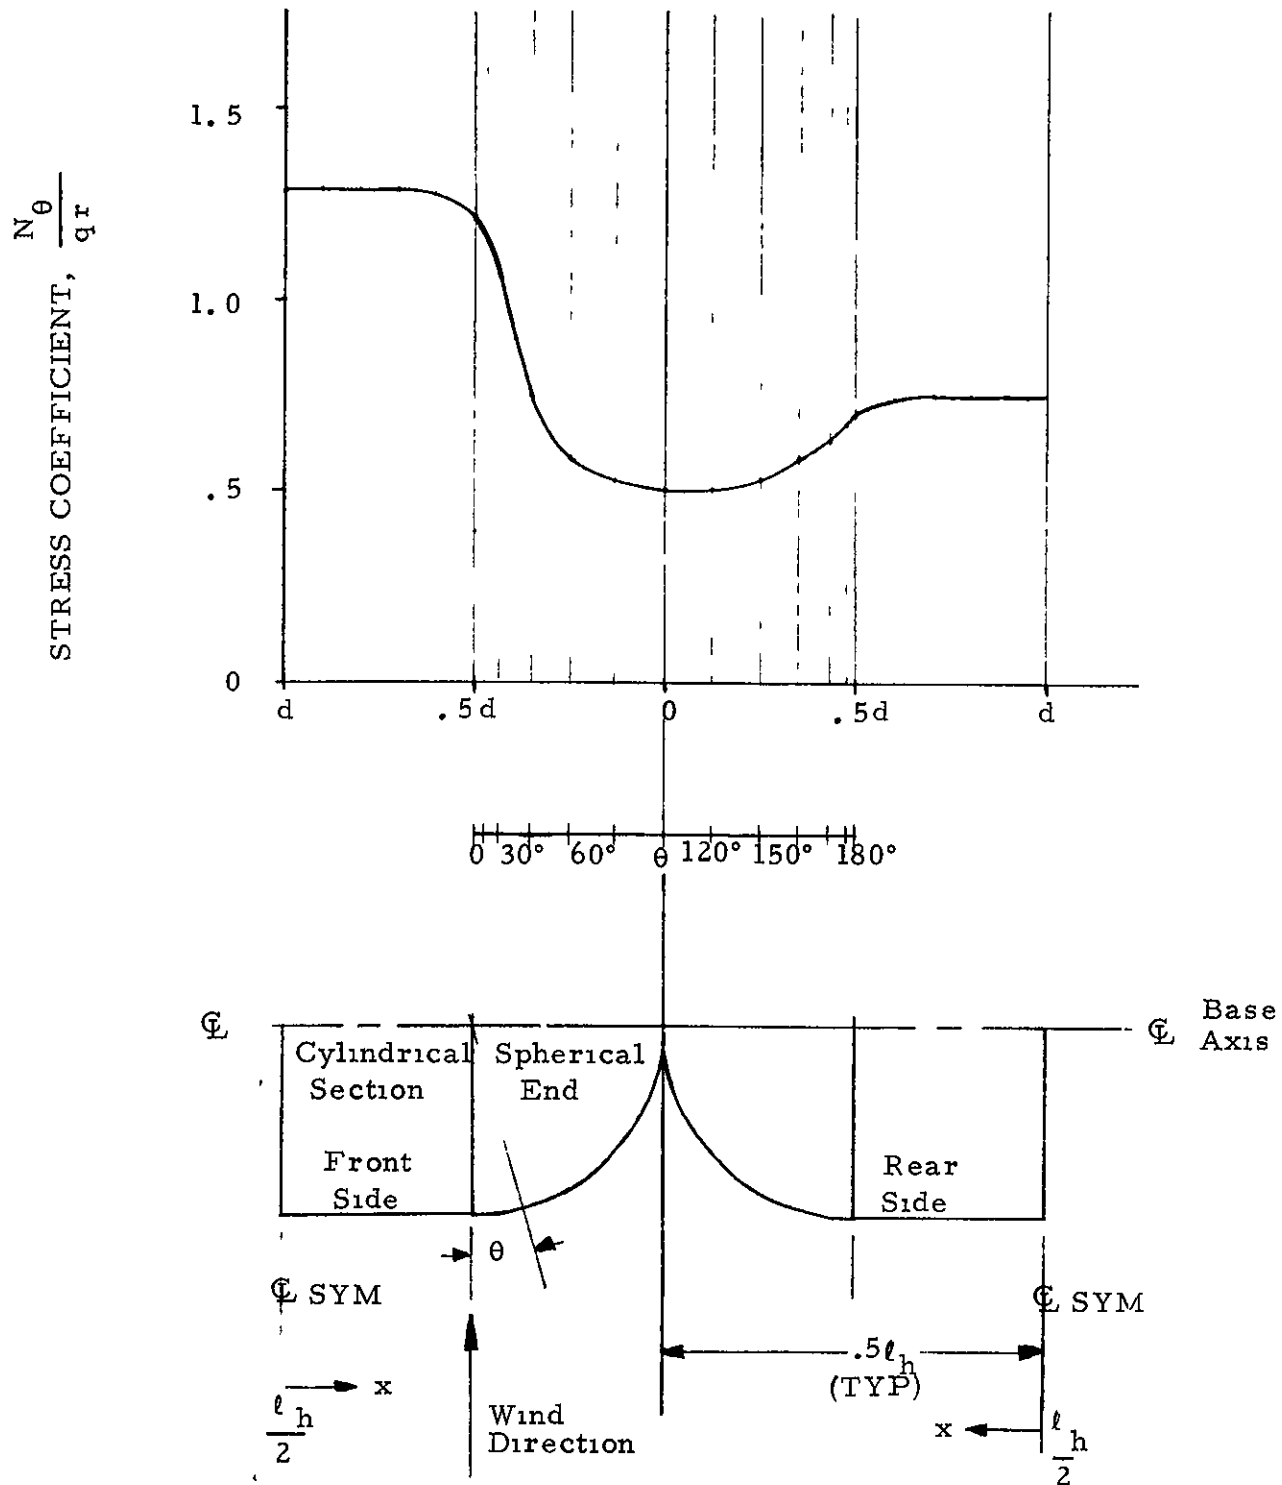 STRESS COEFFICIENT, Nθ/qr
1.5
1.0
.5
0
d .5d 0 .5d d
0 30° 60° θ 120° 150° 180°
℄ ℄ Base Axis
Cylindrical Section
Spherical End
Front Side
Rear Side
θ
℄ SYM
℄ SYM
.5ℓh
(TYP)
x
ℓh/2
Wind
Direction
x
ℓh/2